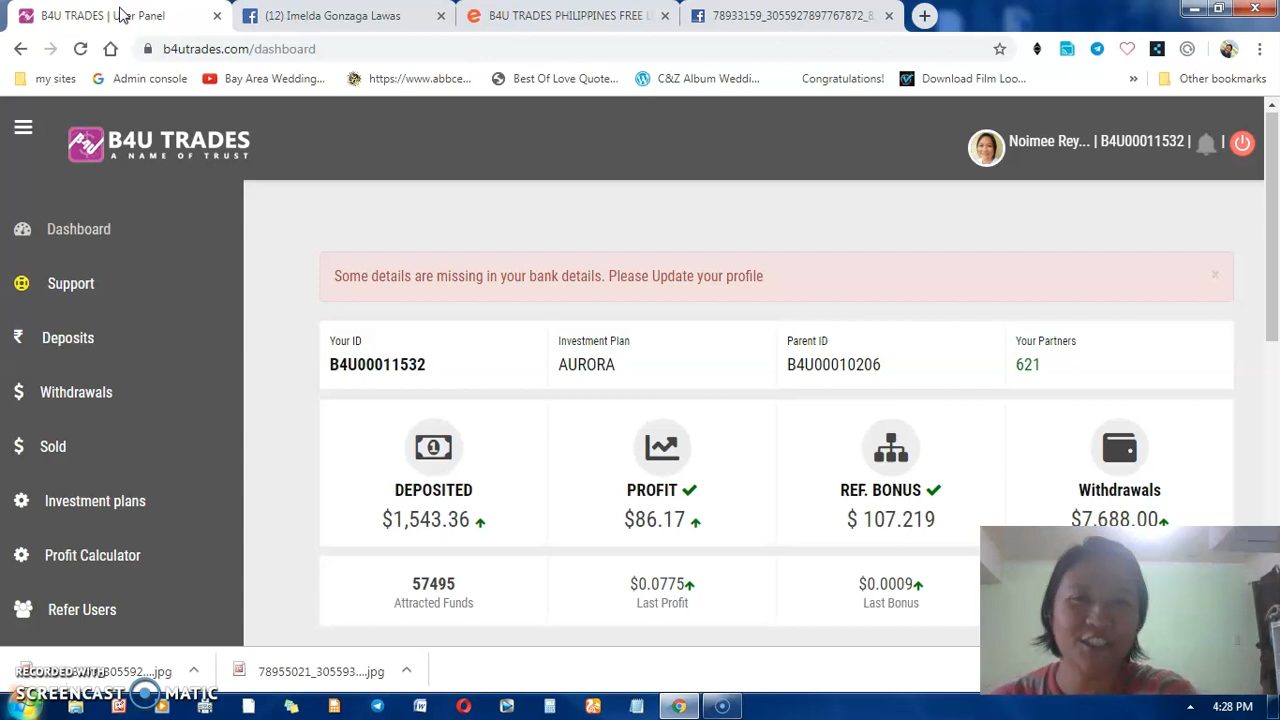 B4U TRADES | User Panel
(12) Imelda Gonzaga Lawas
B4U TRADES PHILIPPINES FREE L
78933159_3055927897767872_8
b4utrades.com/dashboard
my sites
Admin console
Bay Area Wedding...
https://www.abbce...
Best Of Love Quote...
C&Z Album Weddi...
Congratulations!
Download Film Loo...
»
Other bookmarks
B4U TRADES
A NAME OF TRUST
Noimee Rey... | B4U00011532 |
|
Dashboard
Support
Deposits
Withdrawals
Sold
Investment plans
Profit Calculator
Refer Users
Some details are missing in your bank details. Please Update your profile
×
Your ID
B4U00011532
Investment Plan
AURORA
Parent ID
B4U00010206
Your Partners
621
DEPOSITED
$1,543.36
PROFIT
$86.17
REF. BONUS
$ 107.219
Withdrawals
$7,688.00
57495
Attracted Funds
$0.0775
Last Profit
$0.0009
Last Bonus
78955021_305593....jpg
RECORDED WITH
SCREENCAST MATIC
4:28 PM